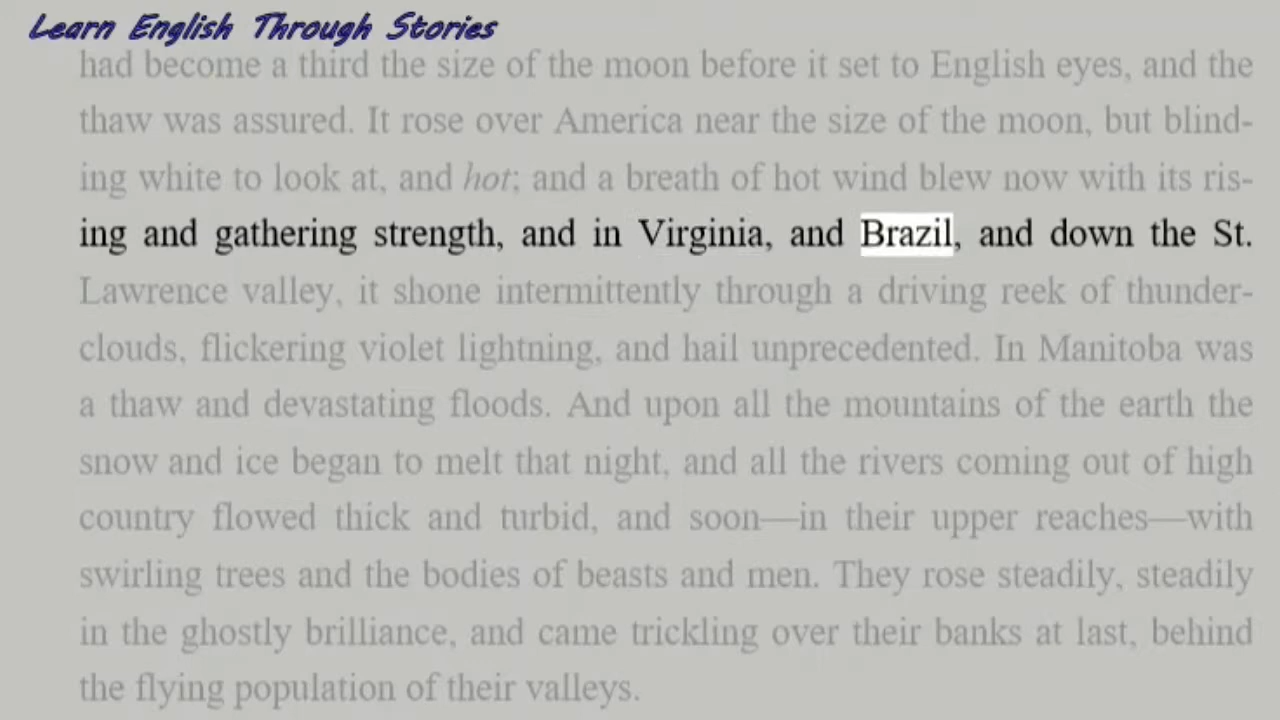 Learn English Through Stories
had become a third the size of the moon before it set to English eyes, and the
thaw was assured. It rose over America near the size of the moon, but blind-
ing white to look at, and hot; and a breath of hot wind blew now with its ris-
ing and gathering strength, and in Virginia, and Brazil, and down the St.
Lawrence valley, it shone intermittently through a driving reek of thunder-
clouds, flickering violet lightning, and hail unprecedented. In Manitoba was
a thaw and devastating floods. And upon all the mountains of the earth the
snow and ice began to melt that night, and all the rivers coming out of high
country flowed thick and turbid, and soon—in their upper reaches—with
swirling trees and the bodies of beasts and men. They rose steadily, steadily
in the ghostly brilliance, and came trickling over their banks at last, behind
the flying population of their valleys.